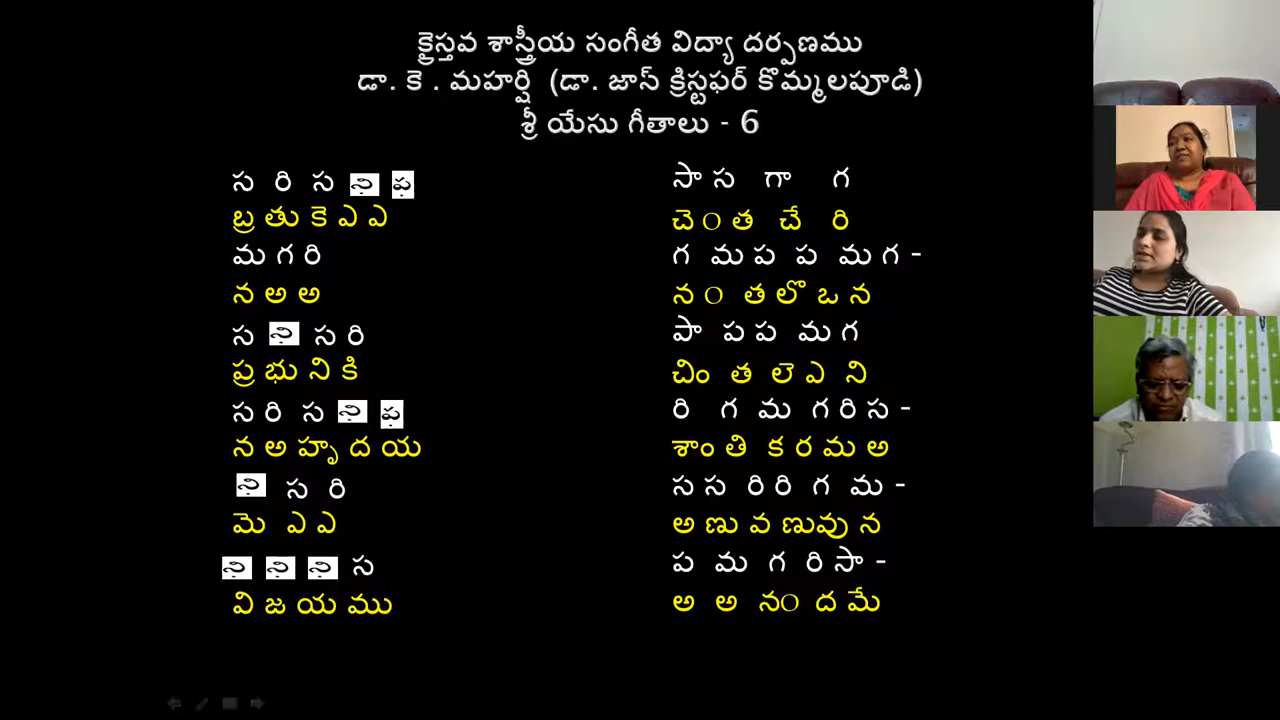 క్రైస్తవ శాస్త్రీయ సంగీత విద్యా దర్పణము
డా. కె . మహర్షి (డా. జాస్ క్రిస్టఫర్ కొమ్మలపూడి)
శ్రీ యేసు గీతాలు - 6
స రి స ని ప
బ్ర తు కె ఎ ఎ
మ గ రి
న అ అ
స ని స రి
ప్ర భు ని కి
స రి స ని ప
న అ హృ ద య
ని స రి
మె ఎ ఎ
ని ని ని స
వి జ య ము
సా స గా గ
చె ం త చే రి
గ మ ప ప మ గ -
న ం త లొ ఒ న
పా ప ప మ గ
చిం త లె ఎ ని
రి గ మ గ రి స -
శాం తి క ర మ అ
స స రి రి గ మ -
అ ణు వ ణువు న
ప మ గ రి సా -
అ అ నం ద మే